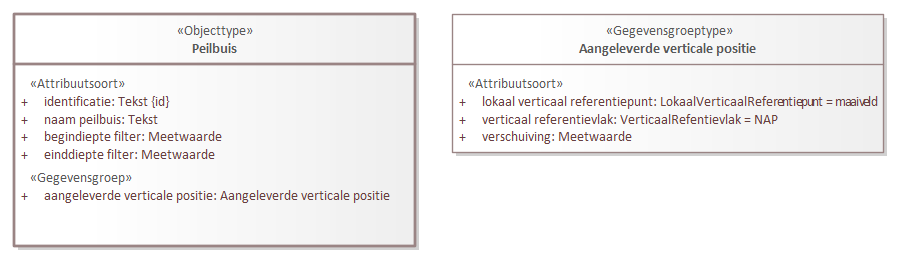 «Objecttype»
Peilbuis
«Attribuutsoort»
+ identificatie: Tekst {id}
+ naam peilbuis: Tekst
+ begindiepte filter: Meetwaarde
+ einddiepte filter: Meetwaarde
«Gegevensgroep»
+ aangeleverde verticale positie: Aangeleverde verticale positie
«Gegevensgroeptype»
Aangeleverde verticale positie
«Attribuutsoort»
+ lokaal verticaal referentiepunt: LokaalVerticaalReferentiepunt = maaiveld
+ verticaal referentievlak: VerticaalRefentievlak = NAP
+ verschuiving: Meetwaarde